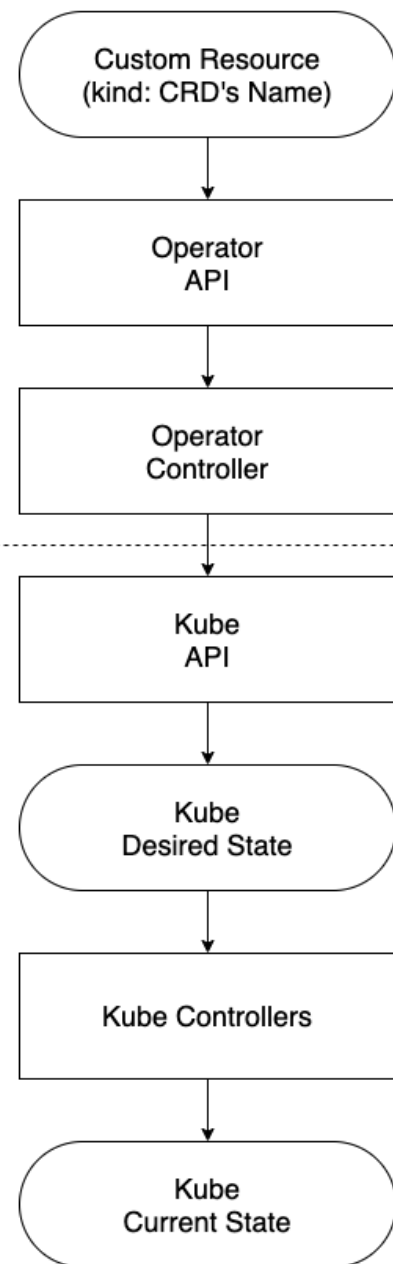 Custom Resource
(kind: CRD's Name)
Operator
API
Operator
Controller
Kube
API
Kube
Desired State
Kube Controllers
Kube
Current State